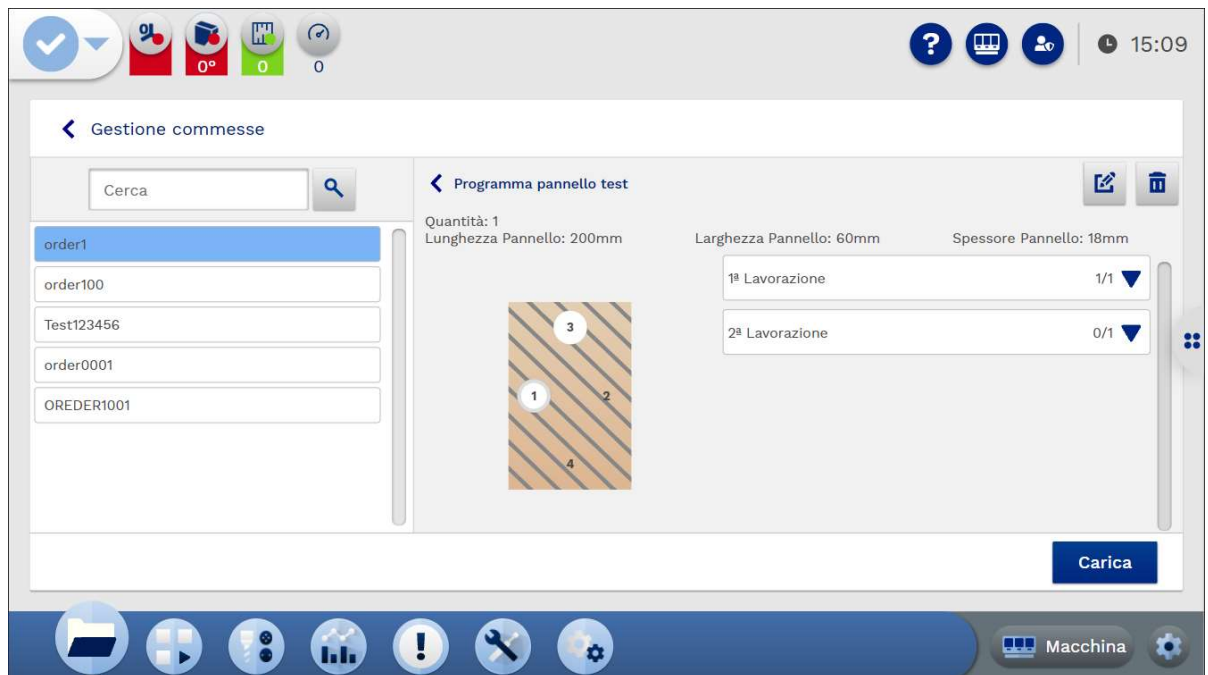 0°
0
0
?
15:09
Gestione commesse
Cerca
Programma pannello test
Quantità: 1
Lunghezza Pannello: 200mm
Larghezza Pannello: 60mm
Spessore Pannello: 18mm
order1
order100
Test123456
order0001
OREDER1001
1ª Lavorazione
1/1
2ª Lavorazione
0/1
3
1
2
4
Carica
!
Macchina